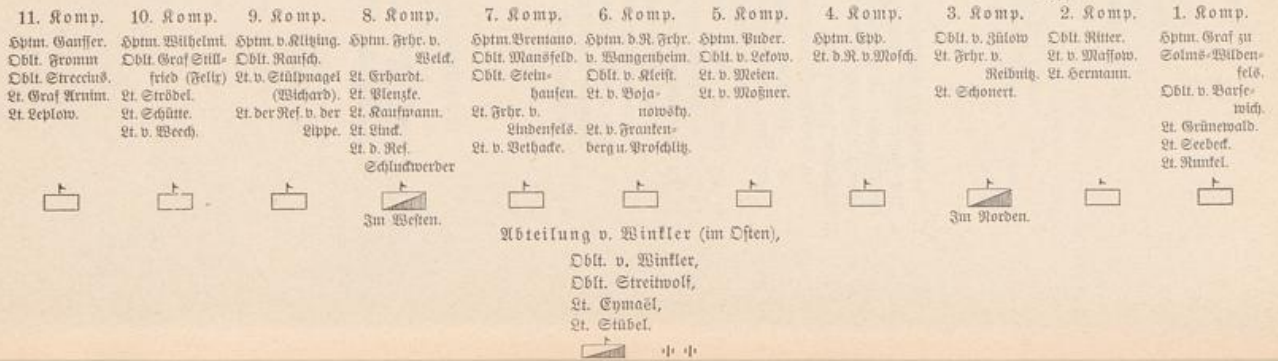 11. Komp.
Hptm. Gansser.
Oblt. Fromm
Oblt. Streccius.
Lt. Graf Arnim.
Lt. Leplow.
10. Komp.
Hptm. Wilhelmi.
Oblt. Graf Still-
fried (Felix)
Lt. Strödel.
Lt. Schütte.
Lt. v. Weech.
9. Komp.
Hptm. v. Klitzing.
Oblt. Rausch.
Lt. v. Stülpnagel
(Wichard).
Lt. der Res. v. der
Lippe.
8. Komp.
Hptm. Frhr. v.
Welck.
Lt. Erhardt.
Lt. Plenske.
Lt. Kaufmann.
Lt. Linck.
Lt. d. Res.
Schluckwerder
Im Westen.
7. Komp.
Hptm. Brentano.
Oblt. Mansfeld.
Oblt. Stein-
hausen.
Lt. Frhr. v.
Lindenfels.
Lt. v. Bethacke.
6. Komp.
Hptm. d. R. Frhr.
v. Wangenheim.
Oblt. v. Kleist.
Lt. v. Boja-
nowsky.
Lt. v. Franken-
berg u. Proschlitz.
5. Komp.
Hptm. Puder.
Oblt. v. Lekow.
Lt. v. Meien.
Lt. v. Moßner.
4. Komp.
Hptm. Epp.
Lt. d. R. v. Mosch.
3. Komp.
Oblt. v. Zülow
Lt. Frhr. v.
Reibnitz.
Lt. Schonert.
Im Norden.
2. Komp.
Oblt. Ritter.
Lt. v. Massow.
Lt. Hermann.
1. Komp.
Hptm. Graf zu
Solms-Wilden-
fels.
Oblt. v. Barse-
wich.
Lt. Grünewald.
Lt. Seebeck.
Lt. Runkel.
Abteilung v. Winkler (im Osten),
Oblt. v. Winkler,
Oblt. Streitwolf,
Lt. Eymaël,
Lt. Stübel.